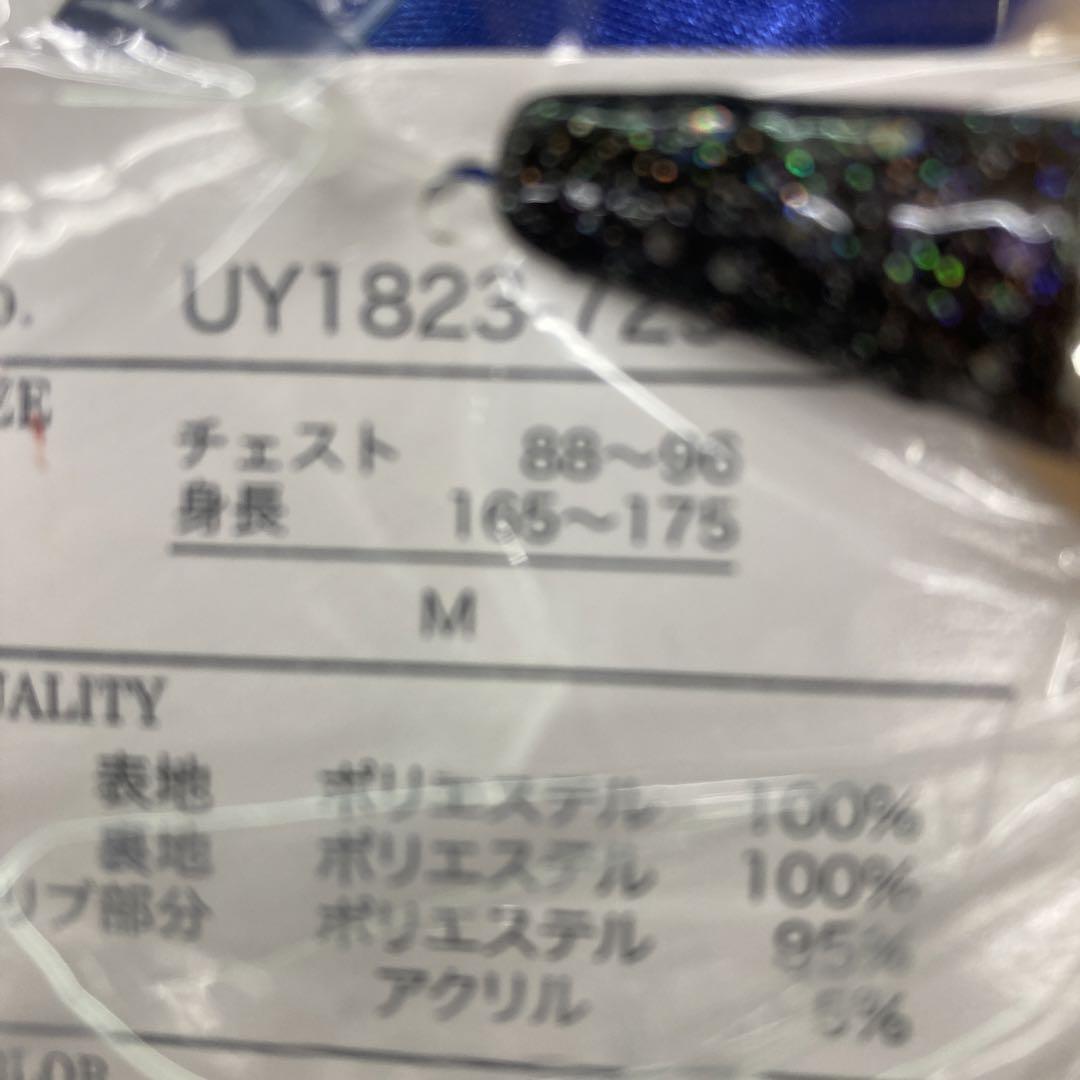 UY1823
チェスト 88～96
身長 165～175
M
表地 ポリエステル 100%
裏地 ポリエステル 100%
リブ部分 ポリエステル 95%
アクリル 5%